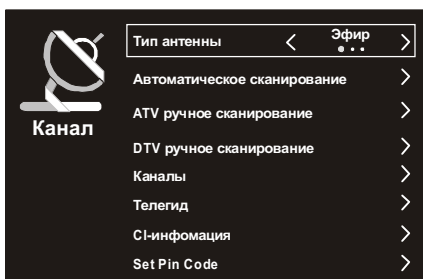 Канал
Тип антенны Эфир
Автоматическое сканирование
ATV ручное сканирование
DTV ручное сканирование
Каналы
Телегид
CI-инфомация
Set Pin Code